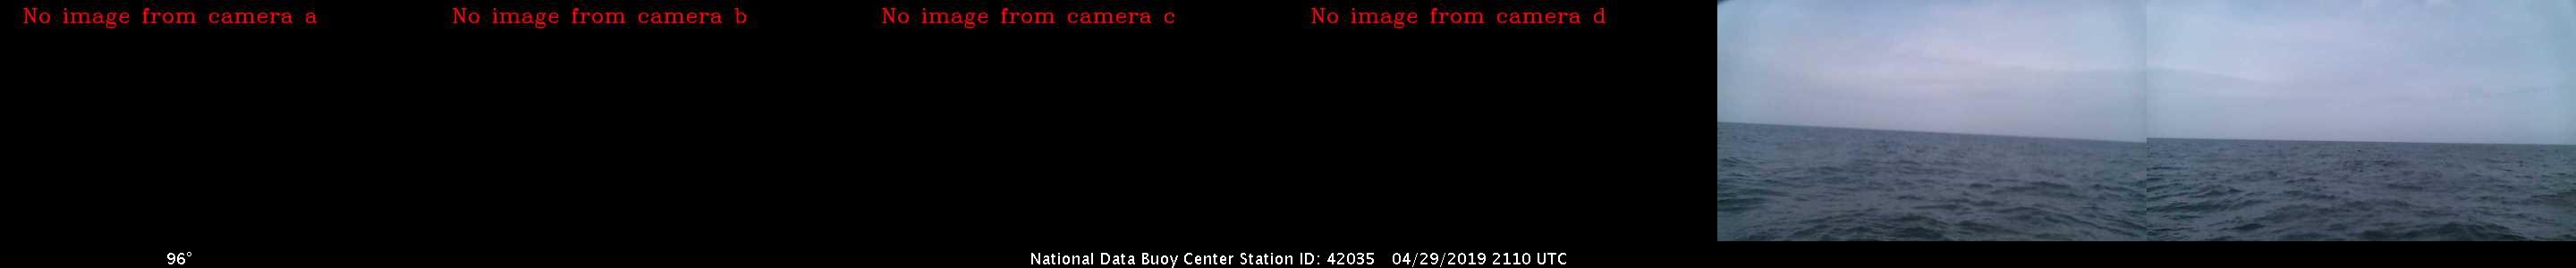 No image from camera a
No image from camera b
No image from camera c
No image from camera d
96°
National Data Buoy Center Station ID: 42035 04/29/2019 2110 UTC